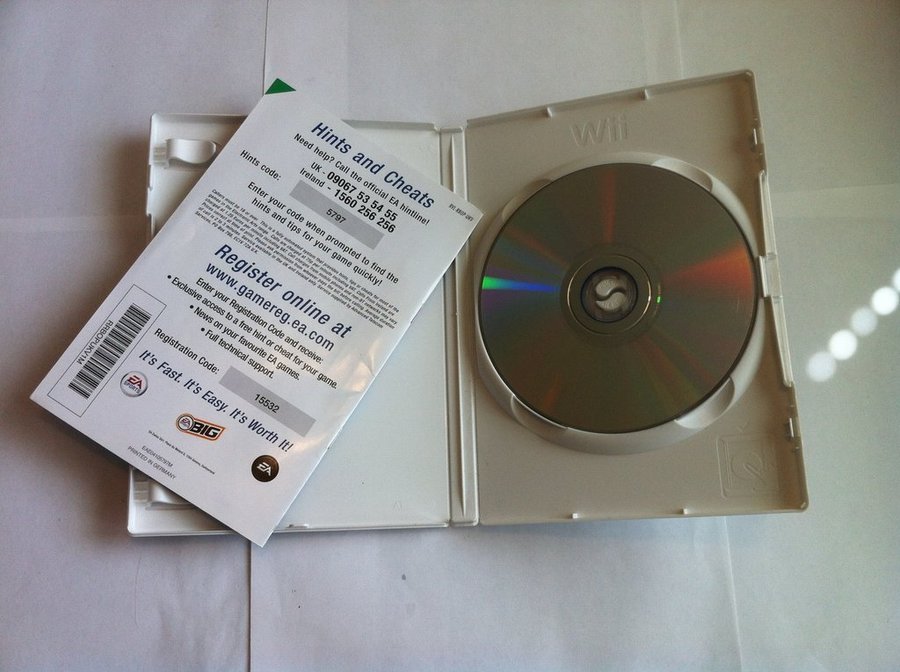 Hints and Cheats
Need help? Call the official EA hintline!
UK - 09067 53 54 55
Ireland - 1560 256 256
Hints code:
5797
Enter your code when prompted to find the
hints and tips for your game quickly!
Register online at
www.gamereg.ea.com
Enter your Registration Code and receive:
• Exclusive access to a free hint or cheat for your game.
• News on your favourite EA games.
• Full technical support.
Registration Code:
15532
It's Fast. It's Easy. It's Worth It!
EA
SPORTS
EA
BIG
EA
PRINTED IN GERMANY
Wii